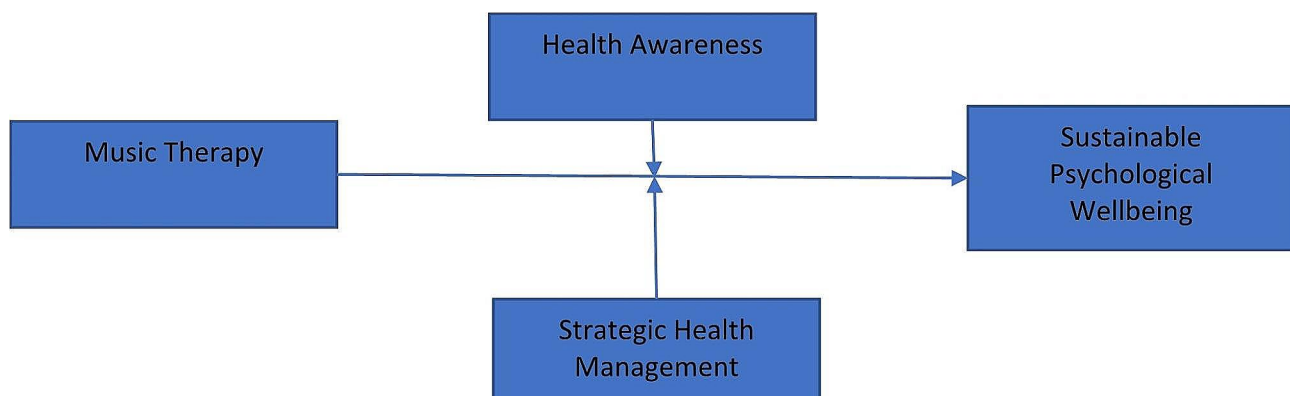 Health Awareness
Music Therapy
Sustainable
Psychological
Wellbeing
Strategic Health
Management